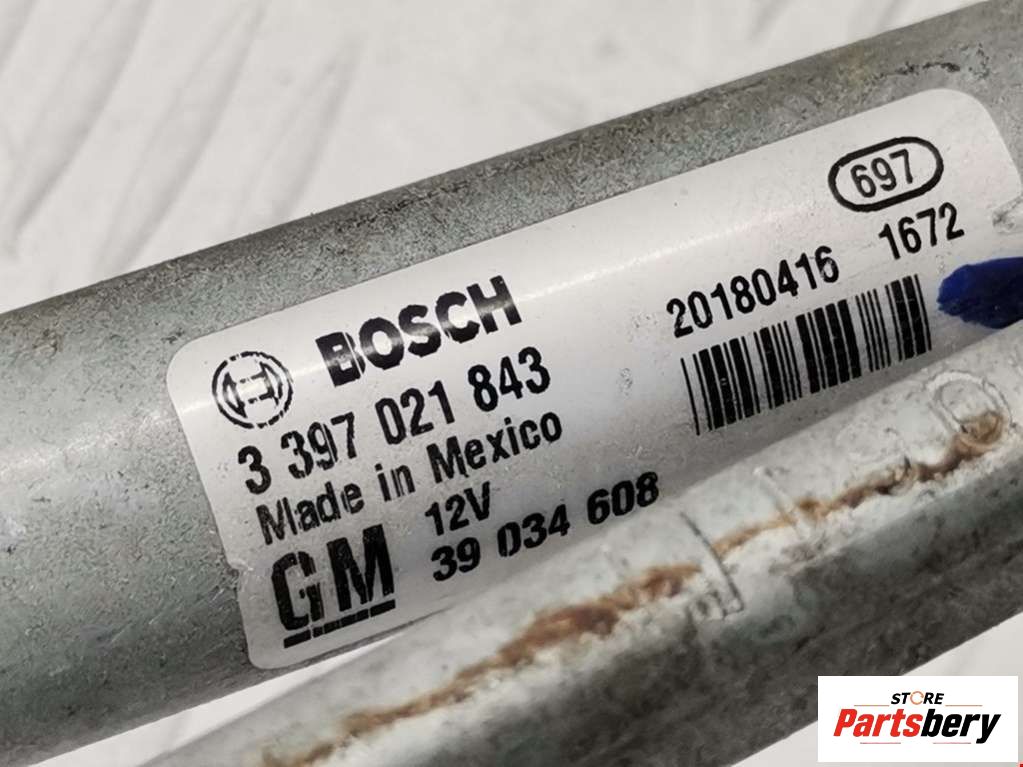 BOSCH
3 397 021 843
Made in Mexico
12V
GM
39 034 608
697
20180416 1672
STORE
Partsbery